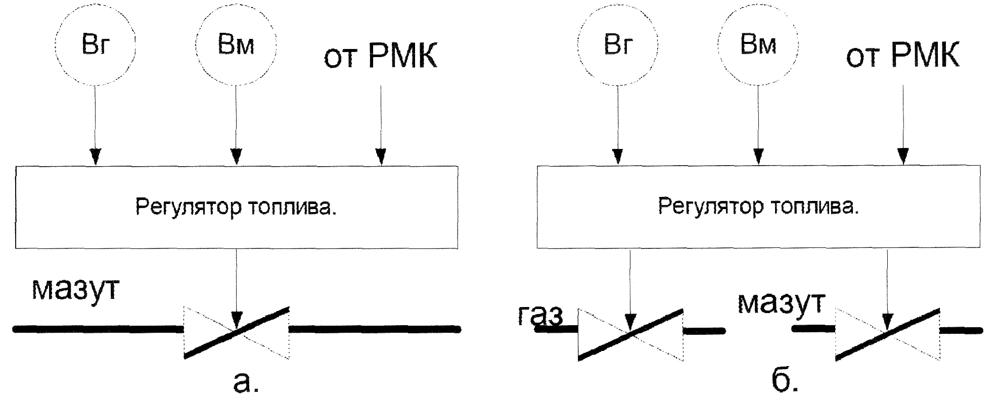 Вг Вм от РМК
Регулятор топлива.
мазут
а.
Вг Вм от РМК
Регулятор топлива.
газ мазут
б.